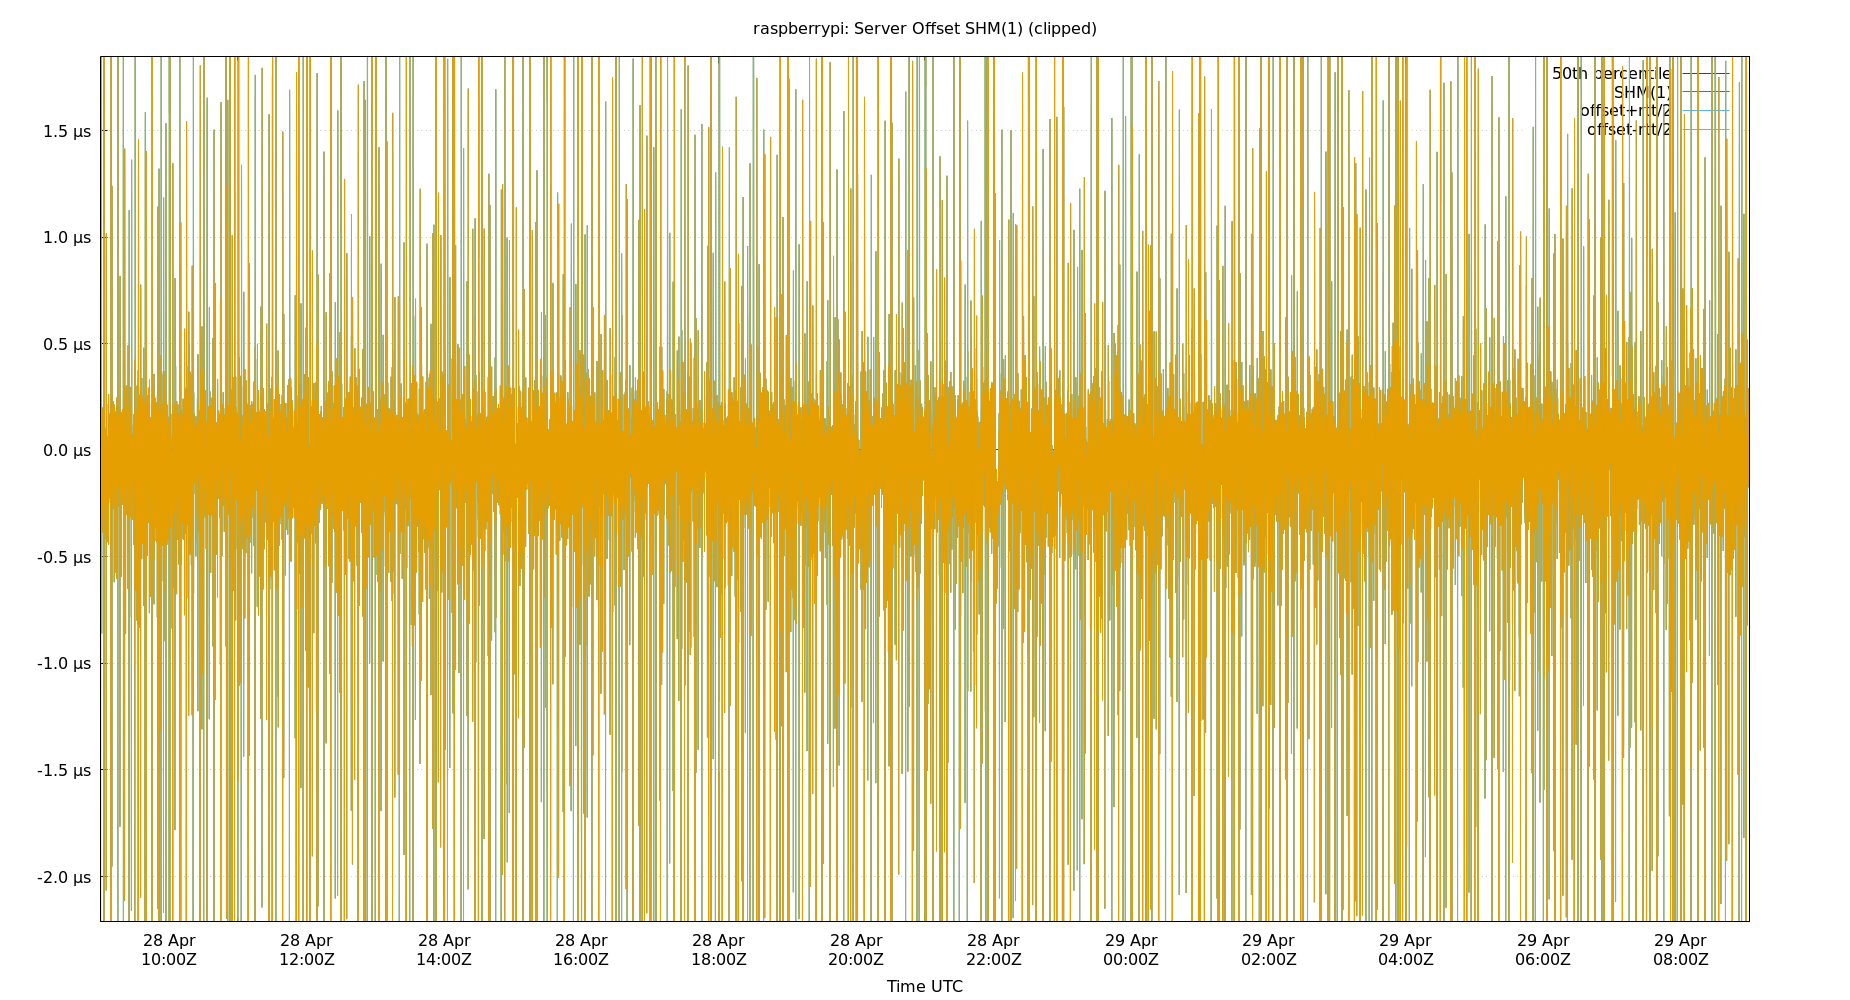 raspberrypi: Server Offset SHM(1) (clipped)
50th percentile
SHM(1)
offset+rtt/2
offset-rtt/2
1.5 µs
1.0 µs
0.5 µs
0.0 µs
-0.5 µs
-1.0 µs
-1.5 µs
-2.0 µs
28 Apr 28 Apr 28 Apr 28 Apr 28 Apr 28 Apr 28 Apr 29 Apr 29 Apr 29 Apr 29 Apr 29 Apr
10:00Z 12:00Z 14:00Z 16:00Z 18:00Z 20:00Z 22:00Z 00:00Z 02:00Z 04:00Z 06:00Z 08:00Z
Time UTC